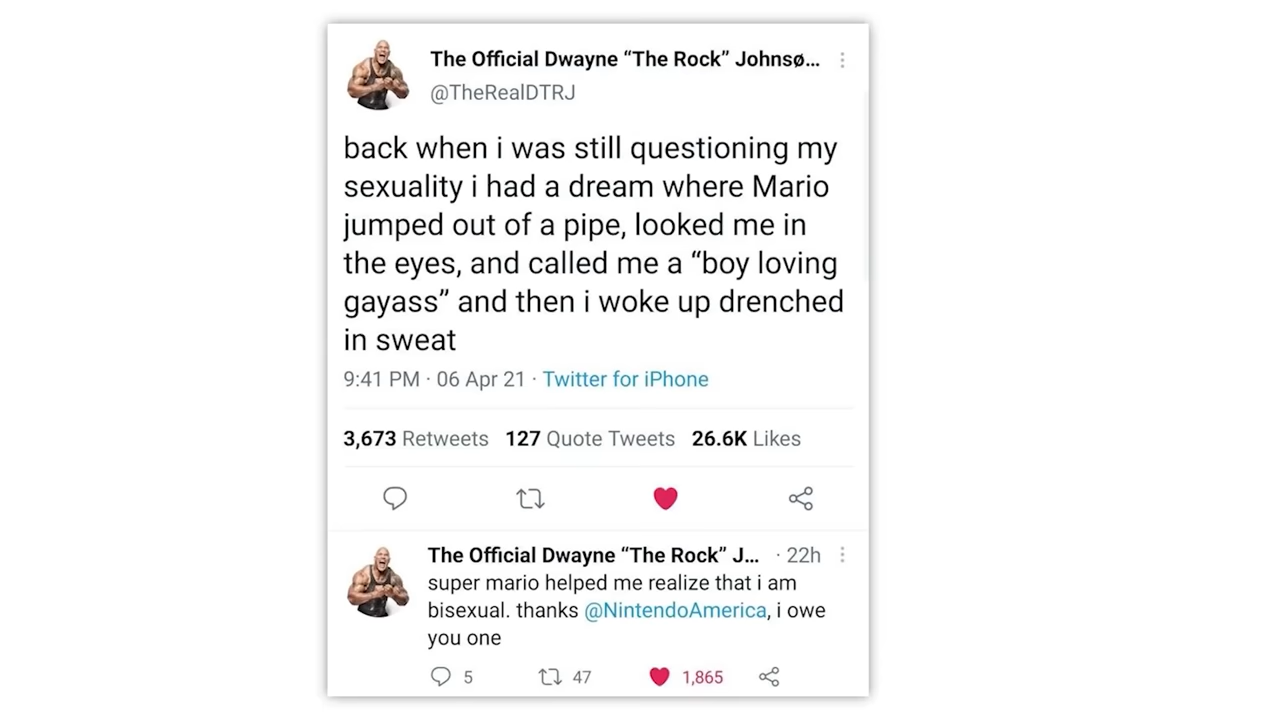 The Official Dwayne “The Rock” Johnsø...
@TheRealDTRJ
back when i was still questioning my
sexuality i had a dream where Mario
jumped out of a pipe, looked me in
the eyes, and called me a “boy loving
gayass” and then i woke up drenched
in sweat
9:41 PM · 06 Apr 21 · Twitter for iPhone
3,673 Retweets 127 Quote Tweets 26.6K Likes
The Official Dwayne “The Rock” J... · 22h
super mario helped me realize that i am
bisexual. thanks @NintendoAmerica, i owe
you one
5 47 1,865